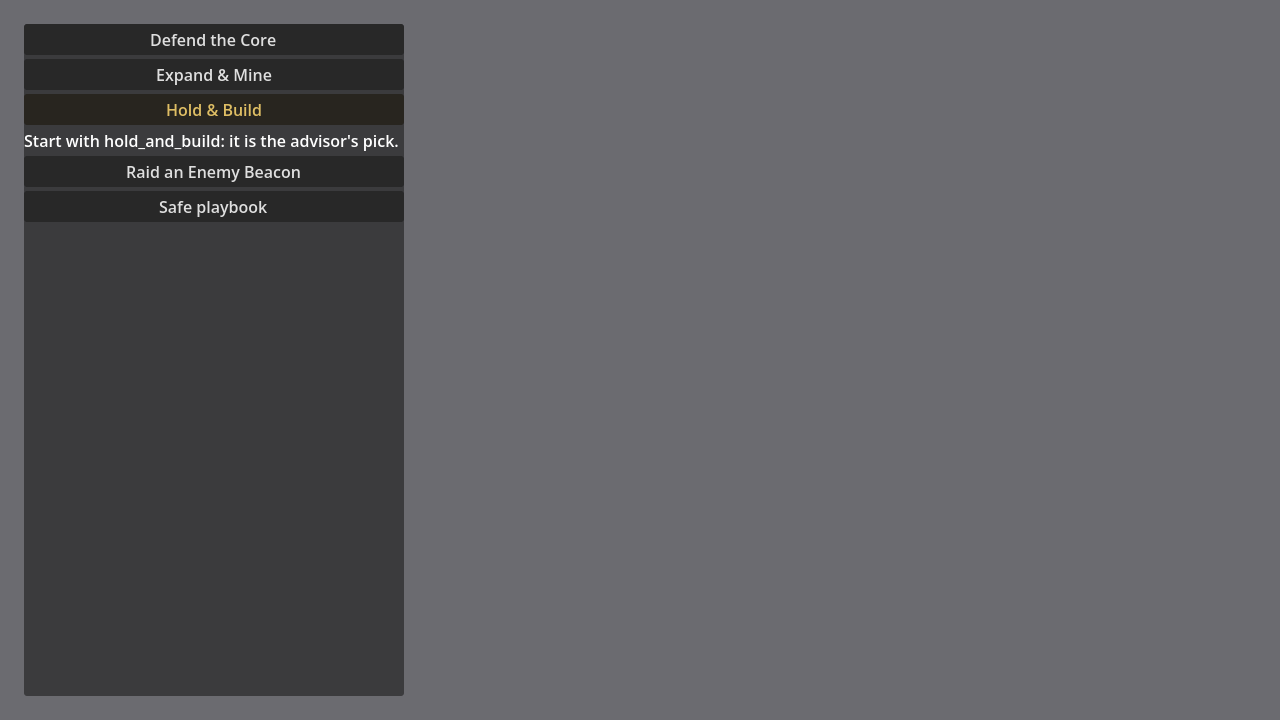 Defend the Core
Expand & Mine
Hold & Build
Start with hold_and_build: it is the advisor's pick.
Raid an Enemy Beacon
Safe playbook